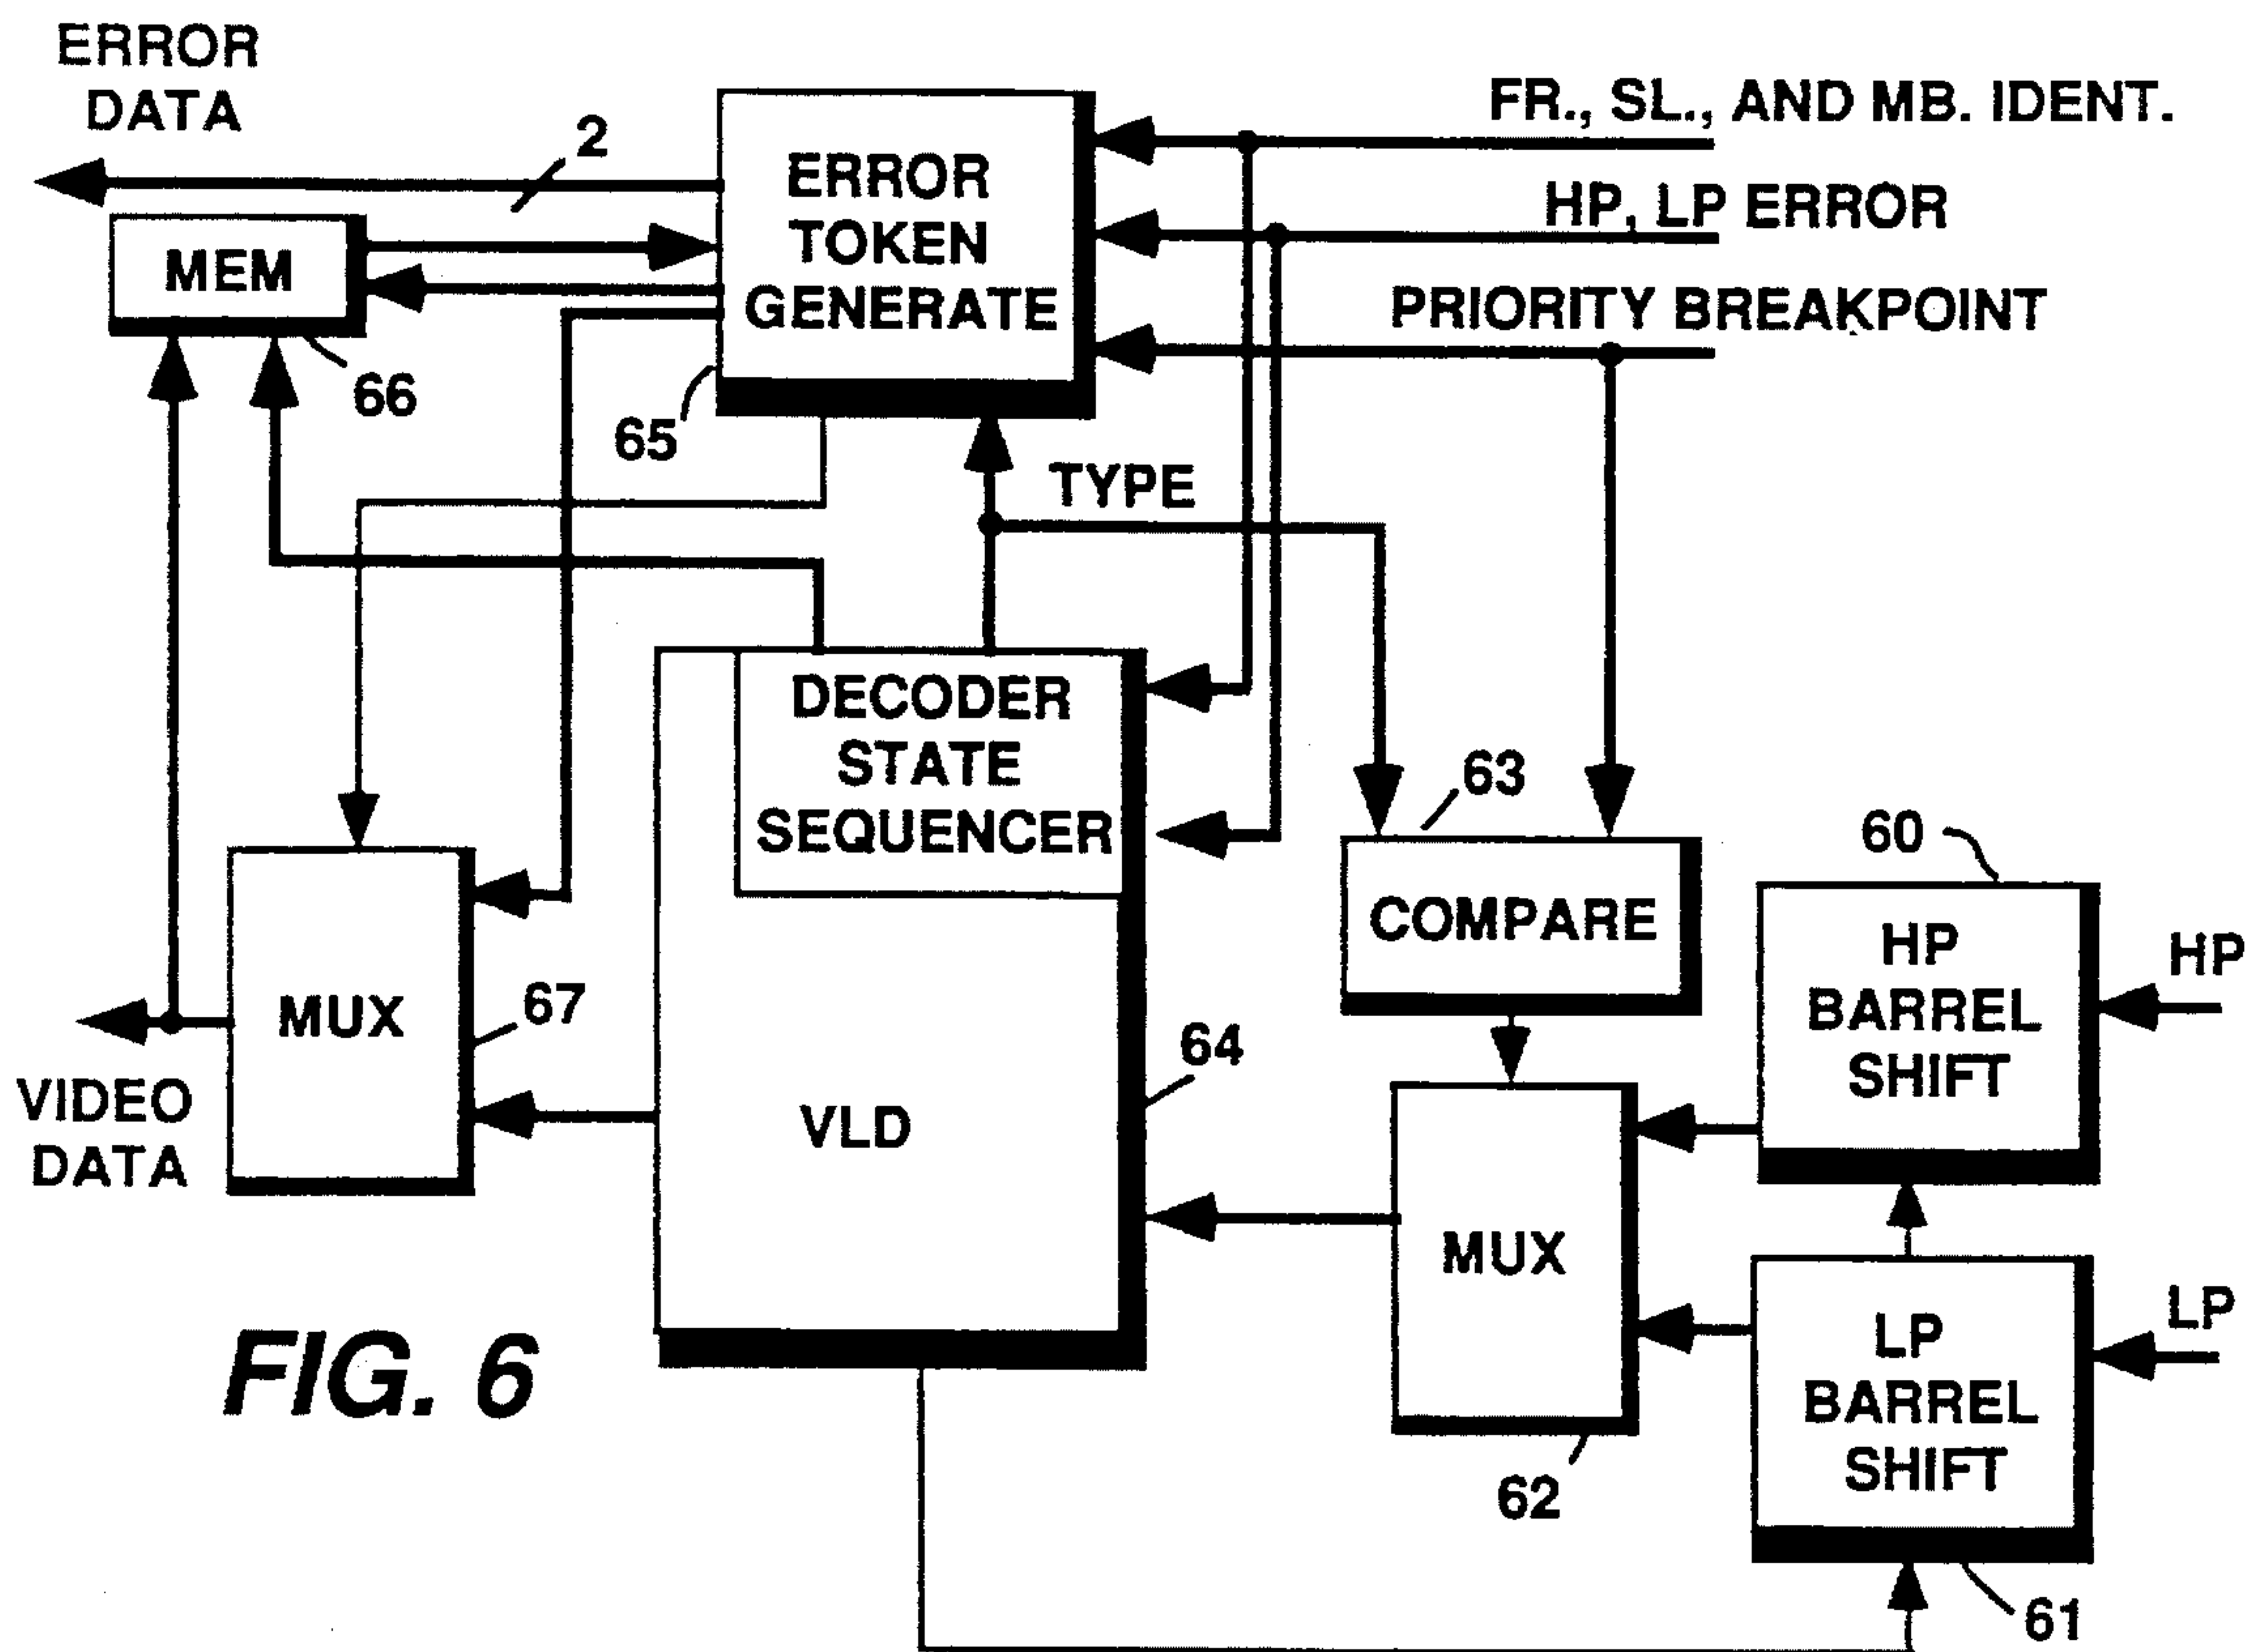 ERROR
DATA
2
FR., SL., AND MB. IDENT.
HP, LP ERROR
PRIORITY BREAKPOINT
ERROR
TOKEN
GENERATE
MEM
66
65
TYPE
DECODER
STATE
SEQUENCER
63
COMPARE
60
HP
BARREL
SHIFT
HP
MUX
67
VIDEO
DATA
VLD
64
MUX
62
LP
BARREL
SHIFT
LP
61
FIG. 6